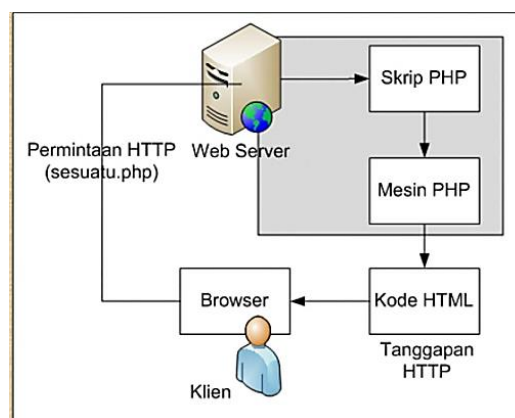 Skrip PHP
Permintaan HTTP
(sesuatu.php)
Web Server
Mesin PHP
Browser
Kode HTML
Tanggapan
HTTP
Klien